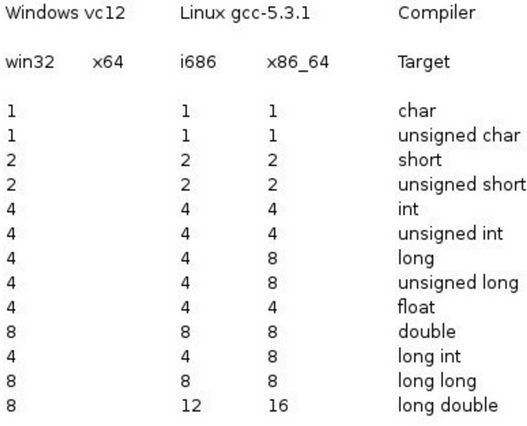 Windows vc12 Linux gcc-5.3.1 Compiler
win32 x64 i686 x86_64 Target
1 1 1 char
1 1 1 unsigned char
2 2 2 short
2 2 2 unsigned short
4 4 4 int
4 4 4 unsigned int
4 4 8 long
4 4 8 unsigned long
4 4 4 float
8 8 8 double
4 4 8 long int
8 8 8 long long
8 12 16 long double